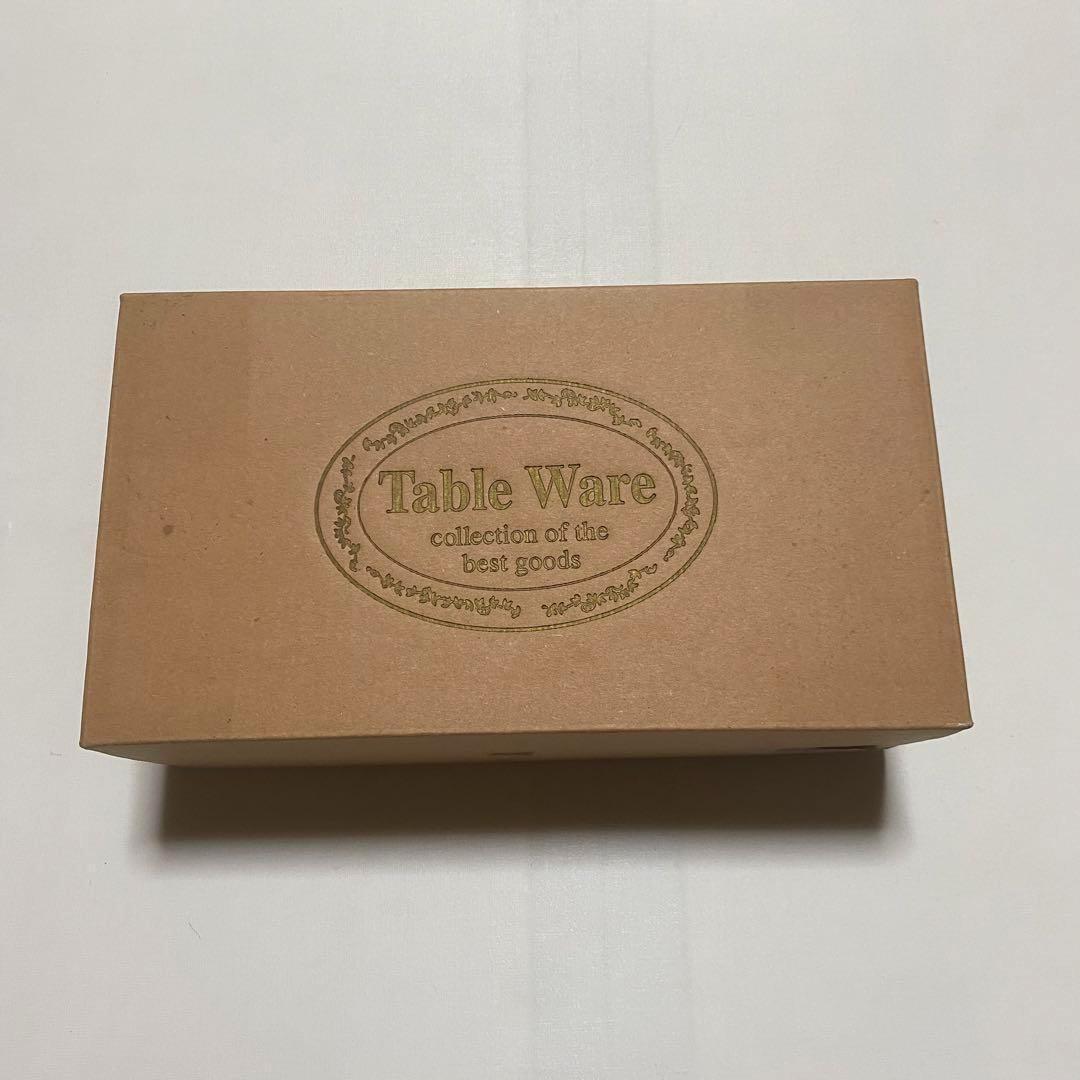 Table Ware
collection of the
best goods